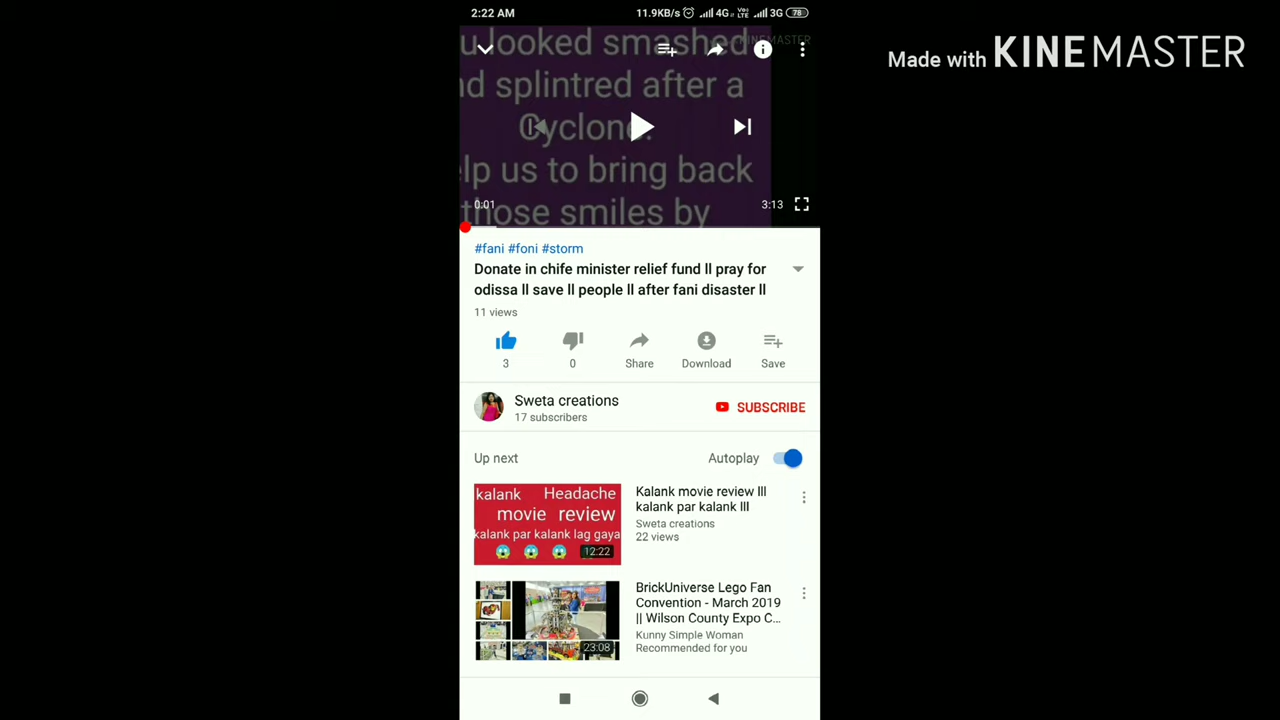 2:22 AM
11.9KB/s 4G VoLTE 3G 78
Made with KINEMASTER
u looked smashed
nd splintred after a
Cyclone.
lp us to bring back
those smiles by
0:01
3:13
#fani #foni #storm
Donate in chife minister relief fund ll pray for
odissa ll save ll people ll after fani disaster ll
11 views
3
0
Share
Download
Save
Sweta creations
17 subscribers
SUBSCRIBE
Up next
Autoplay
kalank Headache
movie review
kalank par kalank lag gaya
12:22
Kalank movie review lll
kalank par kalank lll
Sweta creations
22 views
23:08
BrickUniverse Lego Fan
Convention - March 2019
|| Wilson County Expo C...
Kunny Simple Woman
Recommended for you